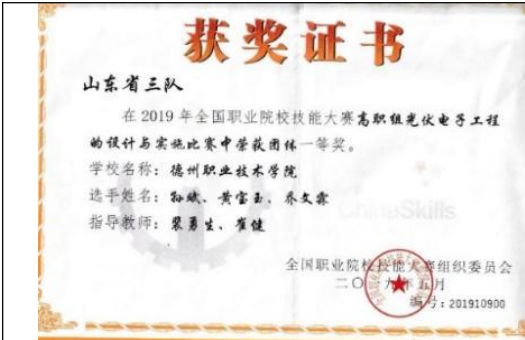 获奖证书
山东省三队
在2019年全国职业院校技能大赛高职组光伏电子工程
的设计与实施比赛中荣获团体一等奖。
学校名称：德州职业技术学院
选手姓名：孙斌、黄宝玉、乔文霖
指导教师：裴勇生、崔健
ChinaSkills
全国职业院校技能大赛组织委员会
二〇一九年五月
编号：201910900